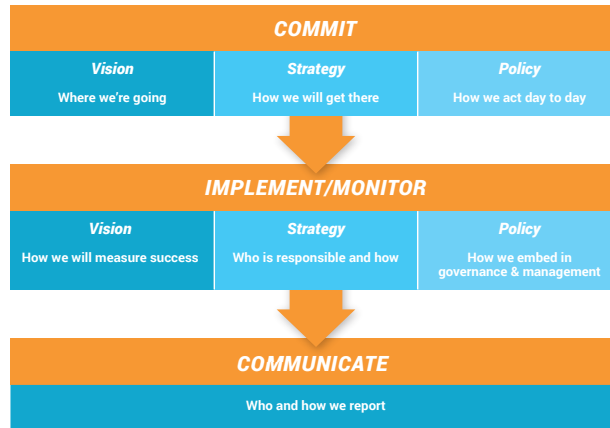 COMMIT
Vision
Strategy
Policy
Where we're going
How we will get there
How we act day to day
IMPLEMENT/MONITOR
Vision
Strategy
Policy
How we will measure success
Who is responsible and how
How we embed in
governance & management
COMMUNICATE
Who and how we report